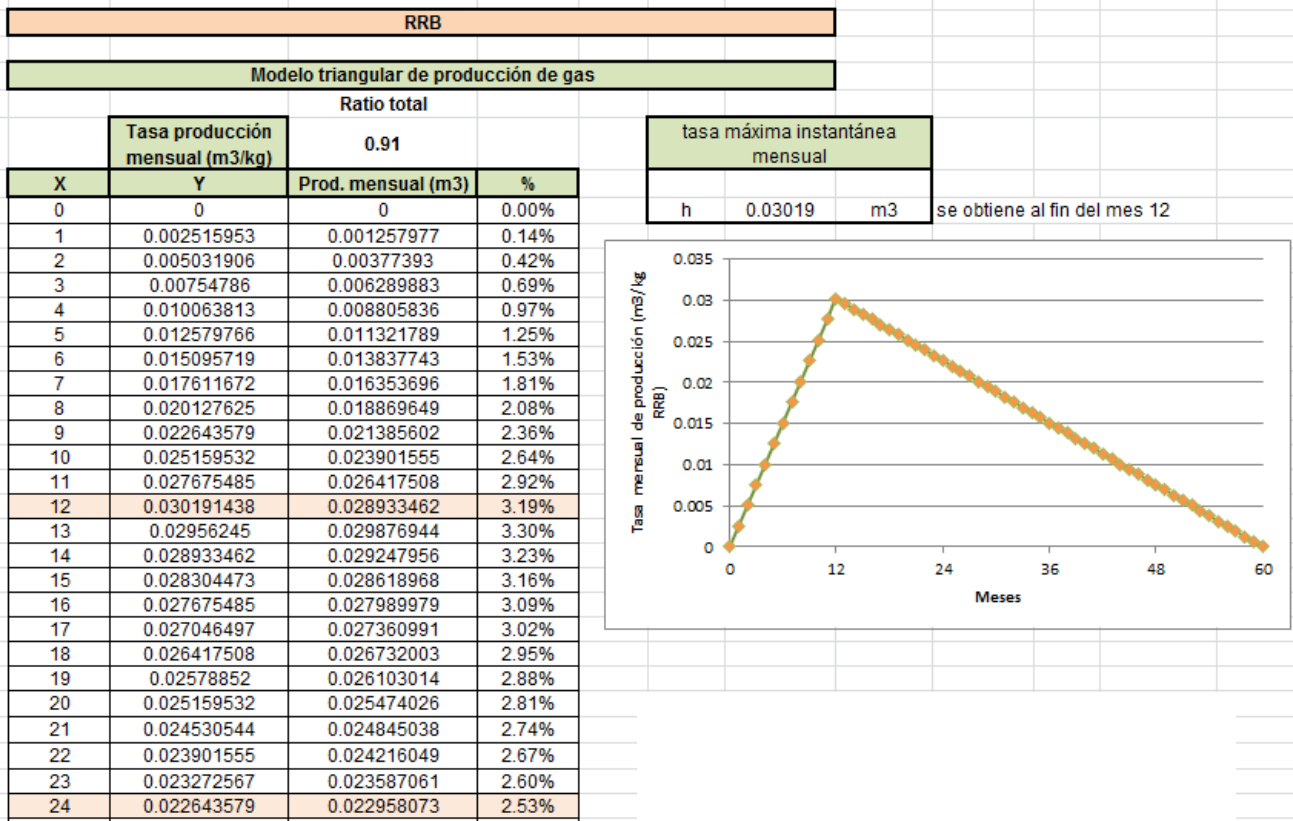 RRB
Modelo triangular de producción de gas
Ratio total
Tasa producción
mensual (m3/kg)
0.91
X Y Prod. mensual (m3) %
0 0 0 0.00%
1 0.002515953 0.001257977 0.14%
2 0.005031906 0.00377393 0.42%
3 0.00754786 0.006289883 0.69%
4 0.010063813 0.008805836 0.97%
5 0.012579766 0.011321789 1.25%
6 0.015095719 0.013837743 1.53%
7 0.017611672 0.016353696 1.81%
8 0.020127625 0.018869649 2.08%
9 0.022643579 0.021385602 2.36%
10 0.025159532 0.023901555 2.64%
11 0.027675485 0.026417508 2.92%
12 0.030191438 0.028933462 3.19%
13 0.02956245 0.029876944 3.30%
14 0.028933462 0.029247956 3.23%
15 0.028304473 0.028618968 3.16%
16 0.027675485 0.027989979 3.09%
17 0.027046497 0.027360991 3.02%
18 0.026417508 0.026732003 2.95%
19 0.02578852 0.026103014 2.88%
20 0.025159532 0.025474026 2.81%
21 0.024530544 0.024845038 2.74%
22 0.023901555 0.024216049 2.67%
23 0.023272567 0.023587061 2.60%
24 0.022643579 0.022958073 2.53%
tasa máxima instantánea
mensual
h 0.03019 m3 se obtiene al fin del mes 12
Tasa mensual de producción (m3/kg
RRB)
0.035
0.03
0.025
0.02
0.015
0.01
0.005
0
0 12 24 36 48 60
Meses